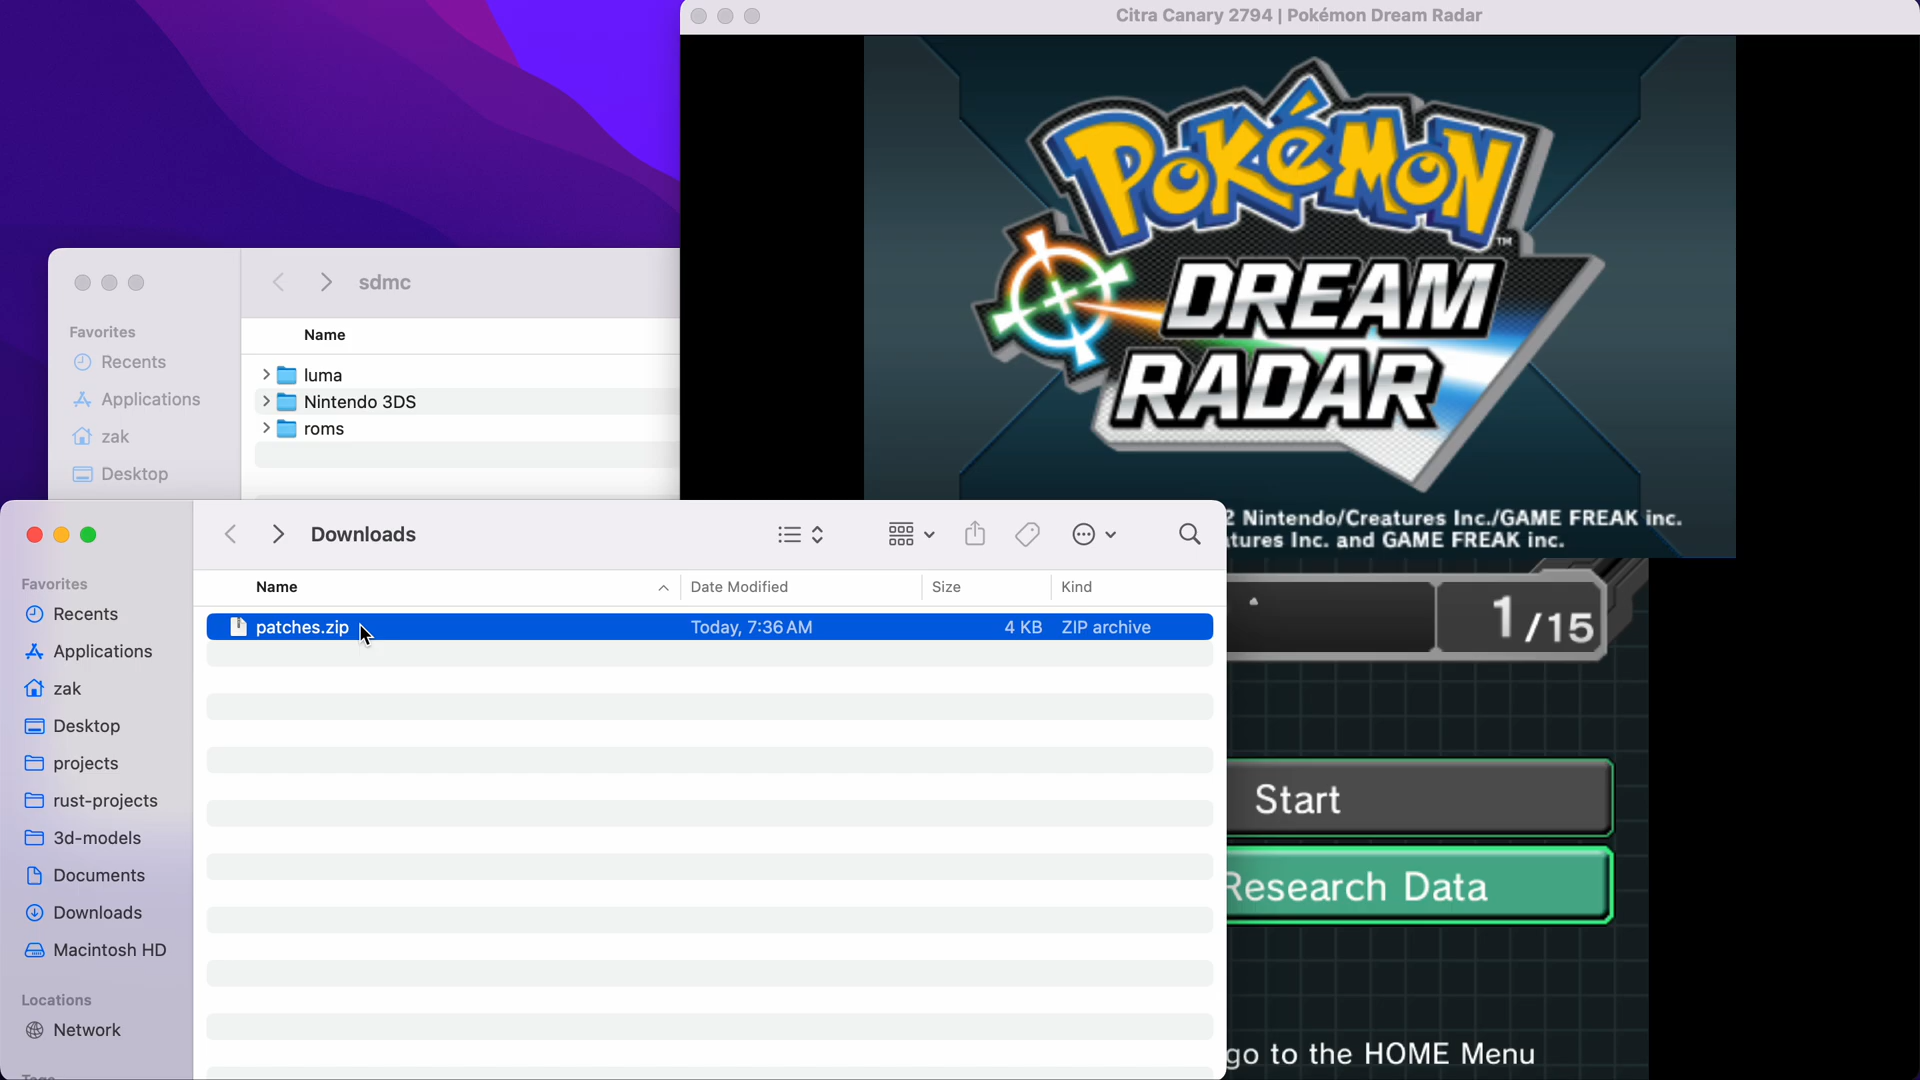 Citra Canary 2794 | Pokémon Dream Radar
POKéMON
TM
DREAM
RADAR
2 Nintendo/Creatures Inc./GAME FREAK inc.
tures Inc. and GAME FREAK inc.
sdmc
Favorites
Recents
Applications
zak
Desktop
Name
luma
Nintendo 3DS
roms
Downloads
Favorites
Recents
Applications
zak
Desktop
projects
rust-projects
3d-models
Documents
Downloads
Macintosh HD
Locations
Network
Name Date Modified Size Kind
patches.zip Today, 7:36 AM 4 KB ZIP archive
1/15
Start
Research Data
go to the HOME Menu